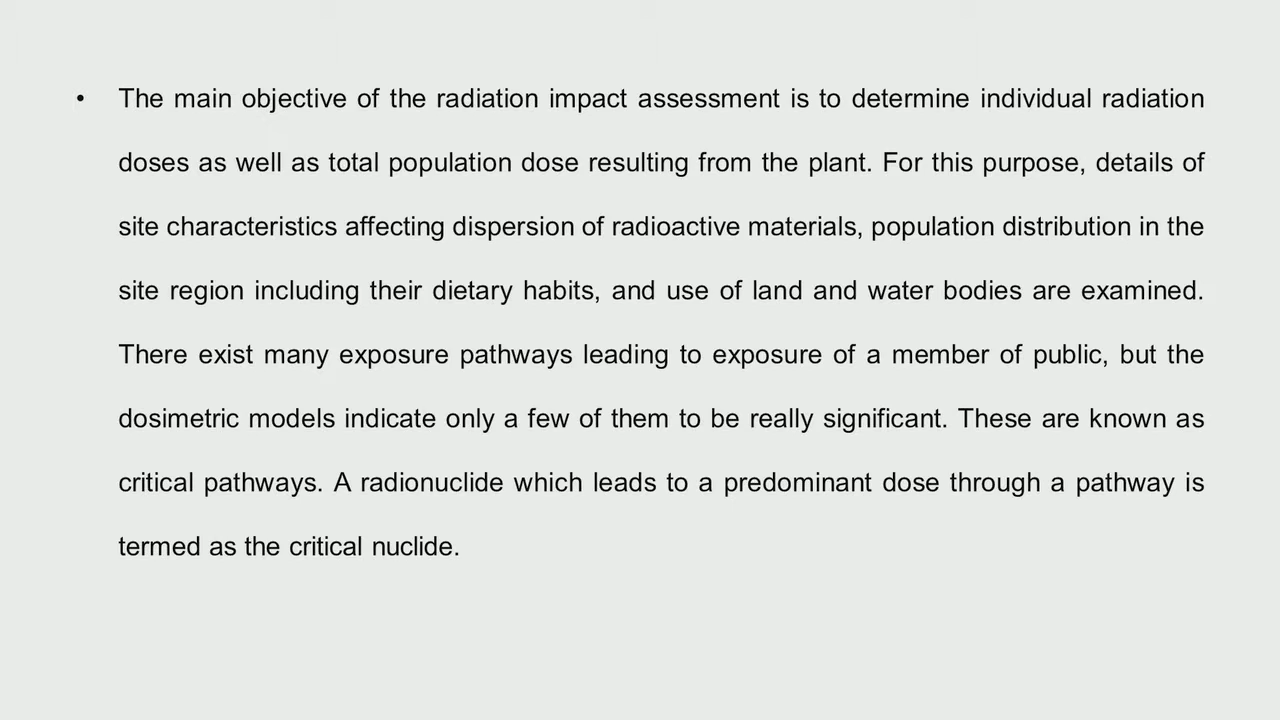 • The main objective of the radiation impact assessment is to determine individual radiation
doses as well as total population dose resulting from the plant. For this purpose, details of
site characteristics affecting dispersion of radioactive materials, population distribution in the
site region including their dietary habits, and use of land and water bodies are examined.
There exist many exposure pathways leading to exposure of a member of public, but the
dosimetric models indicate only a few of them to be really significant. These are known as
critical pathways. A radionuclide which leads to a predominant dose through a pathway is
termed as the critical nuclide.